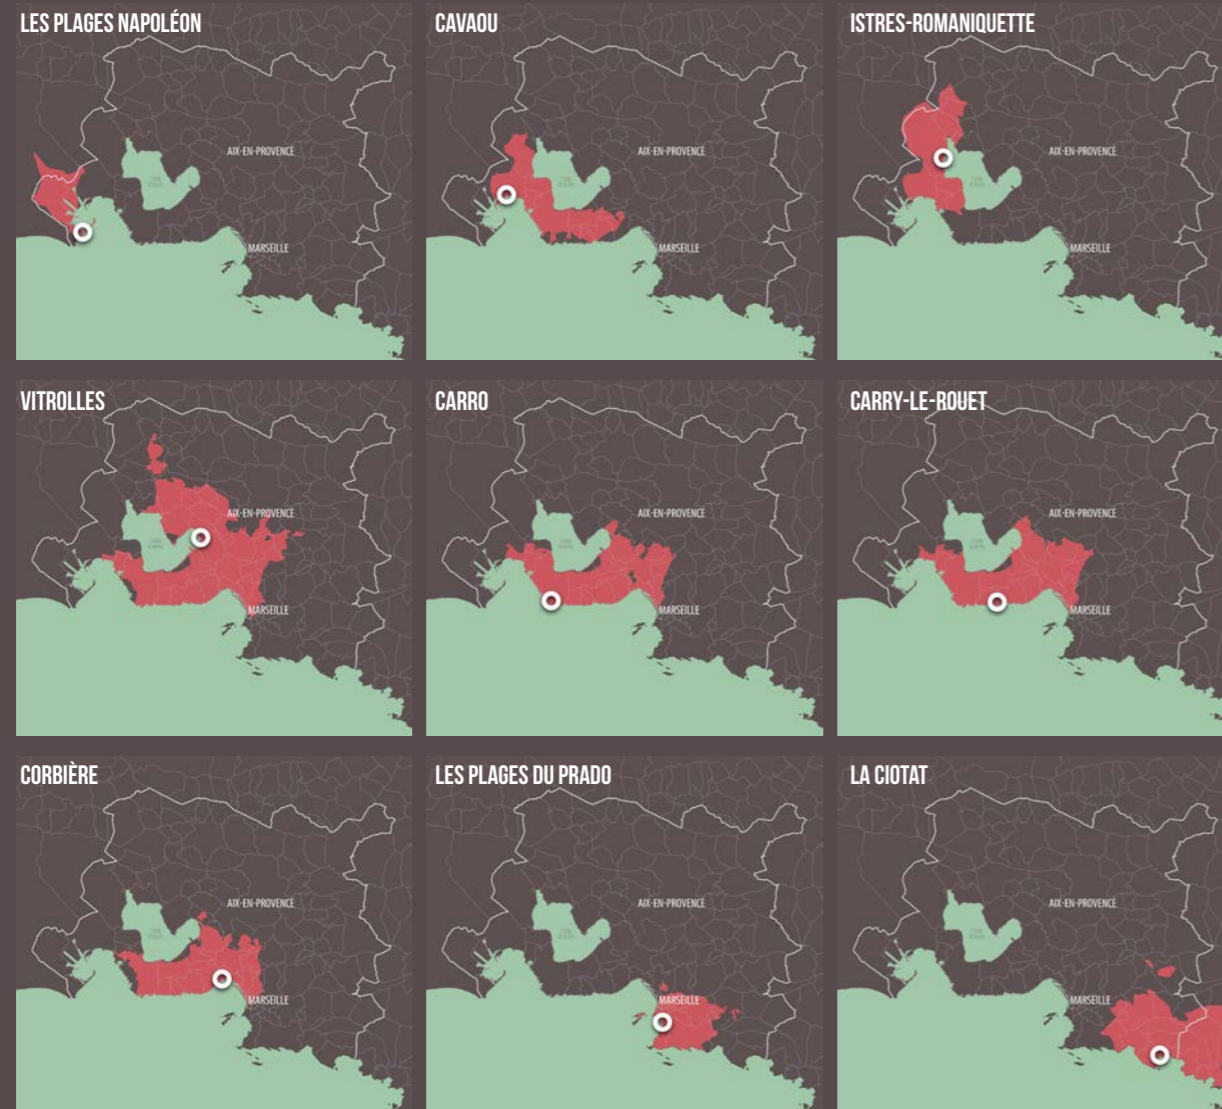 LES PLAGES NAPOLÉON
CAVAOU
ISTRES-ROMANIQUETTE
AIX-EN-PROVENCE
AIX-EN-PROVENCE
AIX-EN-PROVENCE
MARSEILLE
MARSEILLE
MARSEILLE
VITROLLES
CARRO
CARRY-LE-ROUET
AIX-EN-PROVENCE
AIX-EN-PROVENCE
AIX-EN-PROVENCE
MARSEILLE
MARSEILLE
MARSEILLE
CORBIÈRE
LES PLAGES DU PRADO
LA CIOTAT
AIX-EN-PROVENCE
AIX-EN-PROVENCE
AIX-EN-PROVENCE
MARSEILLE
MARSEILLE
MARSEILLE